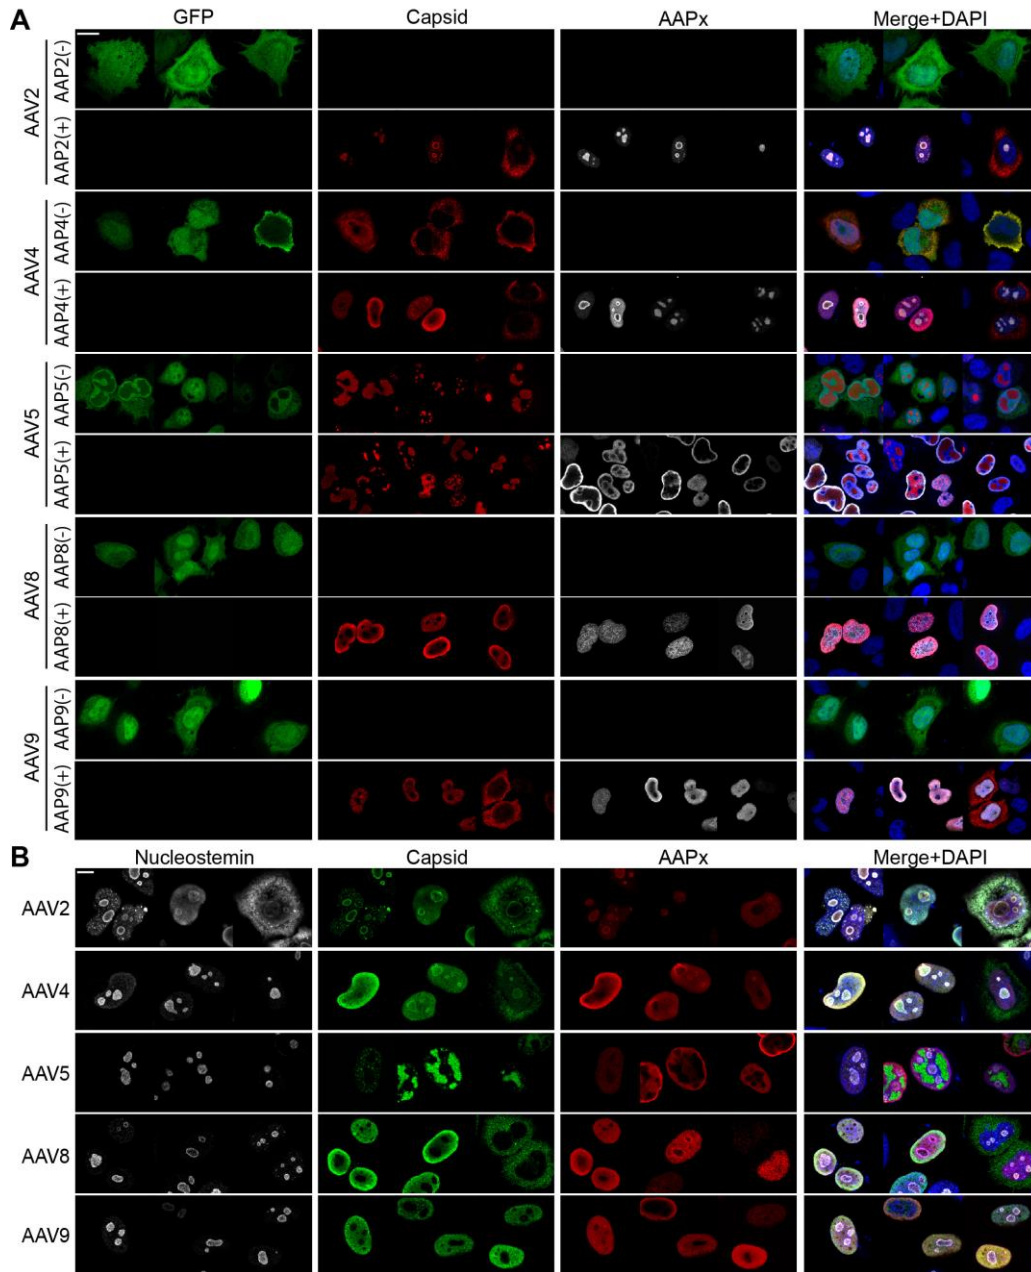 A
GFP Capsid AAPx Merge+DAPI
AAV2
AAP2(-)
AAP2(+)
AAV4
AAP4(-)
AAP4(+)
AAV5
AAP5(-)
AAP5(+)
AAV8
AAP8(-)
AAP8(+)
AAV9
AAP9(-)
AAP9(+)
B
Nucleostemin Capsid AAPx Merge+DAPI
AAV2
AAV4
AAV5
AAV8
AAV9